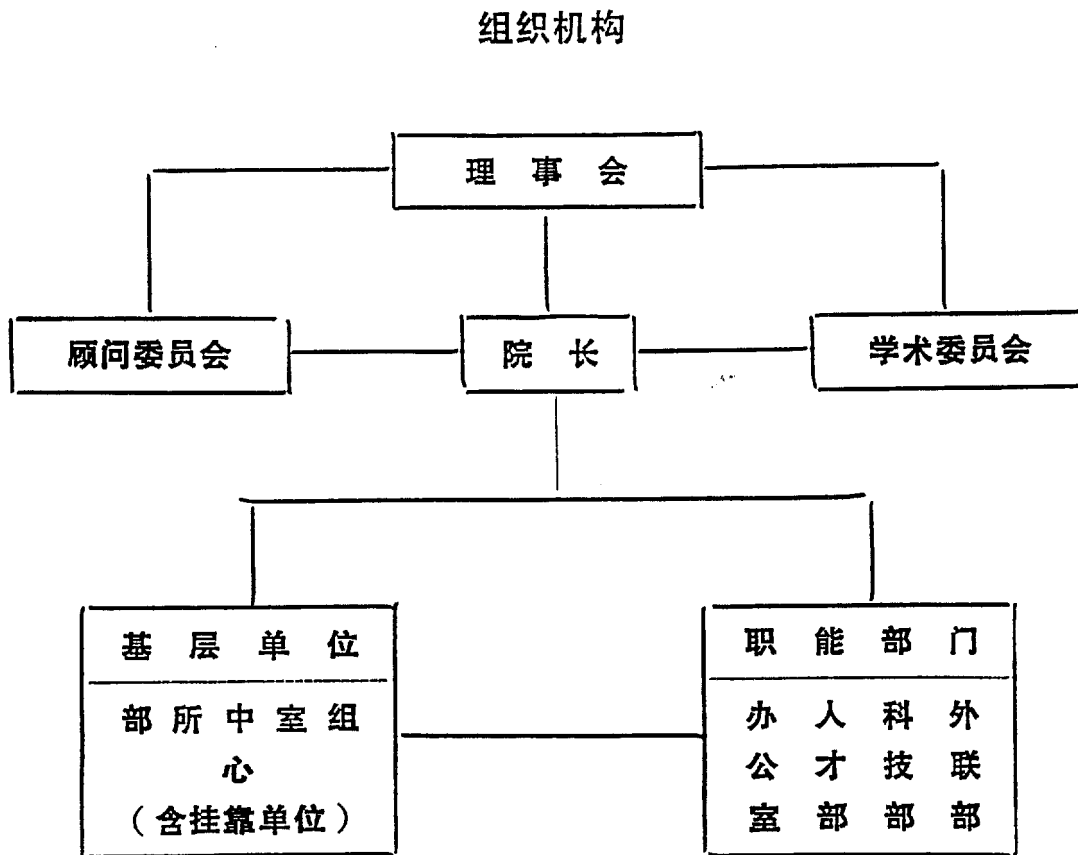 组织机构
理事会
顾问委员会
院长
学术委员会
基层单位
部所中室组
心
（含挂靠单位）
职能部门
办人科外
公才技联
室部部部